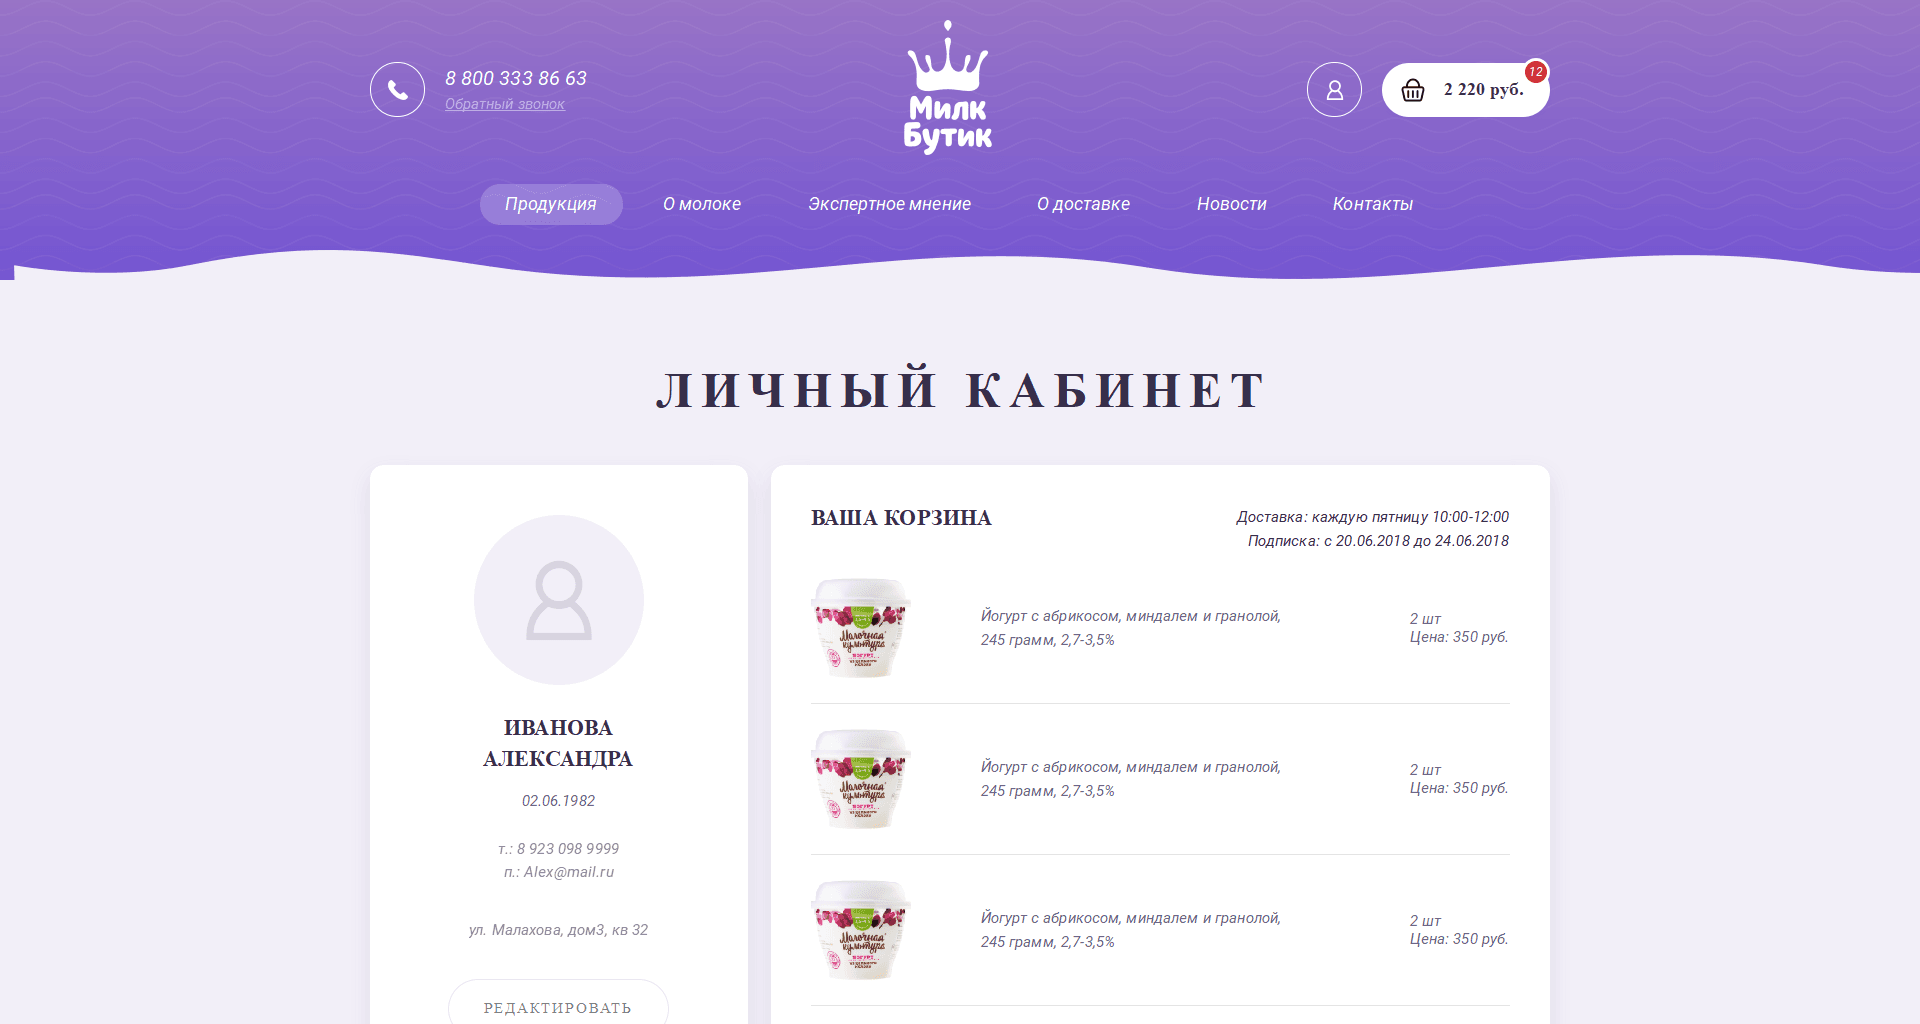 8 800 333 86 63
Обратный звонок
Милк
Бутик
12
2 220 руб.
Продукция
О молоке
Экспертное мнение
О доставке
Новости
Контакты
ЛИЧНЫЙ КАБИНЕТ
ИВАНОВА
АЛЕКСАНДРА
02.06.1982
т.: 8 923 098 9999
п.: Alex@mail.ru
ул. Малахова, дом3, кв 32
РЕДАКТИРОВАТЬ
ВАША КОРЗИНА
Доставка: каждую пятницу 10:00-12:00
Подписка: с 20.06.2018 до 24.06.2018
Молочная
культура
Йогурт с абрикосом, миндалем и гранолой,
245 грамм, 2,7-3,5%
2 шт
Цена: 350 руб.
Молочная
культура
Йогурт с абрикосом, миндалем и гранолой,
245 грамм, 2,7-3,5%
2 шт
Цена: 350 руб.
Молочная
культура
Йогурт с абрикосом, миндалем и гранолой,
245 грамм, 2,7-3,5%
2 шт
Цена: 350 руб.